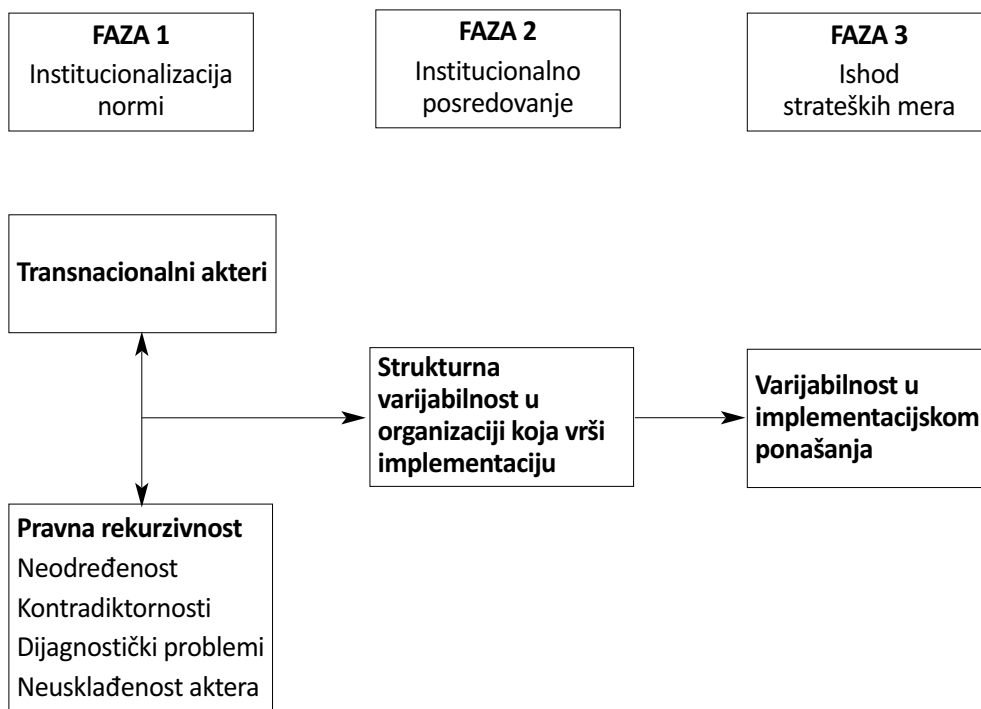 FAZA 1
Institucionalizacija
normi
FAZA 2
Institucionalno
posredovanje
FAZA 3
Ishod
strateških mera
Transnacionalni akteri
Strukturna
varijabilnost u
organizaciji koja vrši
implementaciju
Varijabilnost u
implementacijskom
ponašanja
Pravna rekurzivnost
Neodređenost
Kontradiktornosti
Dijagnostički problemi
Neusklađenost aktera